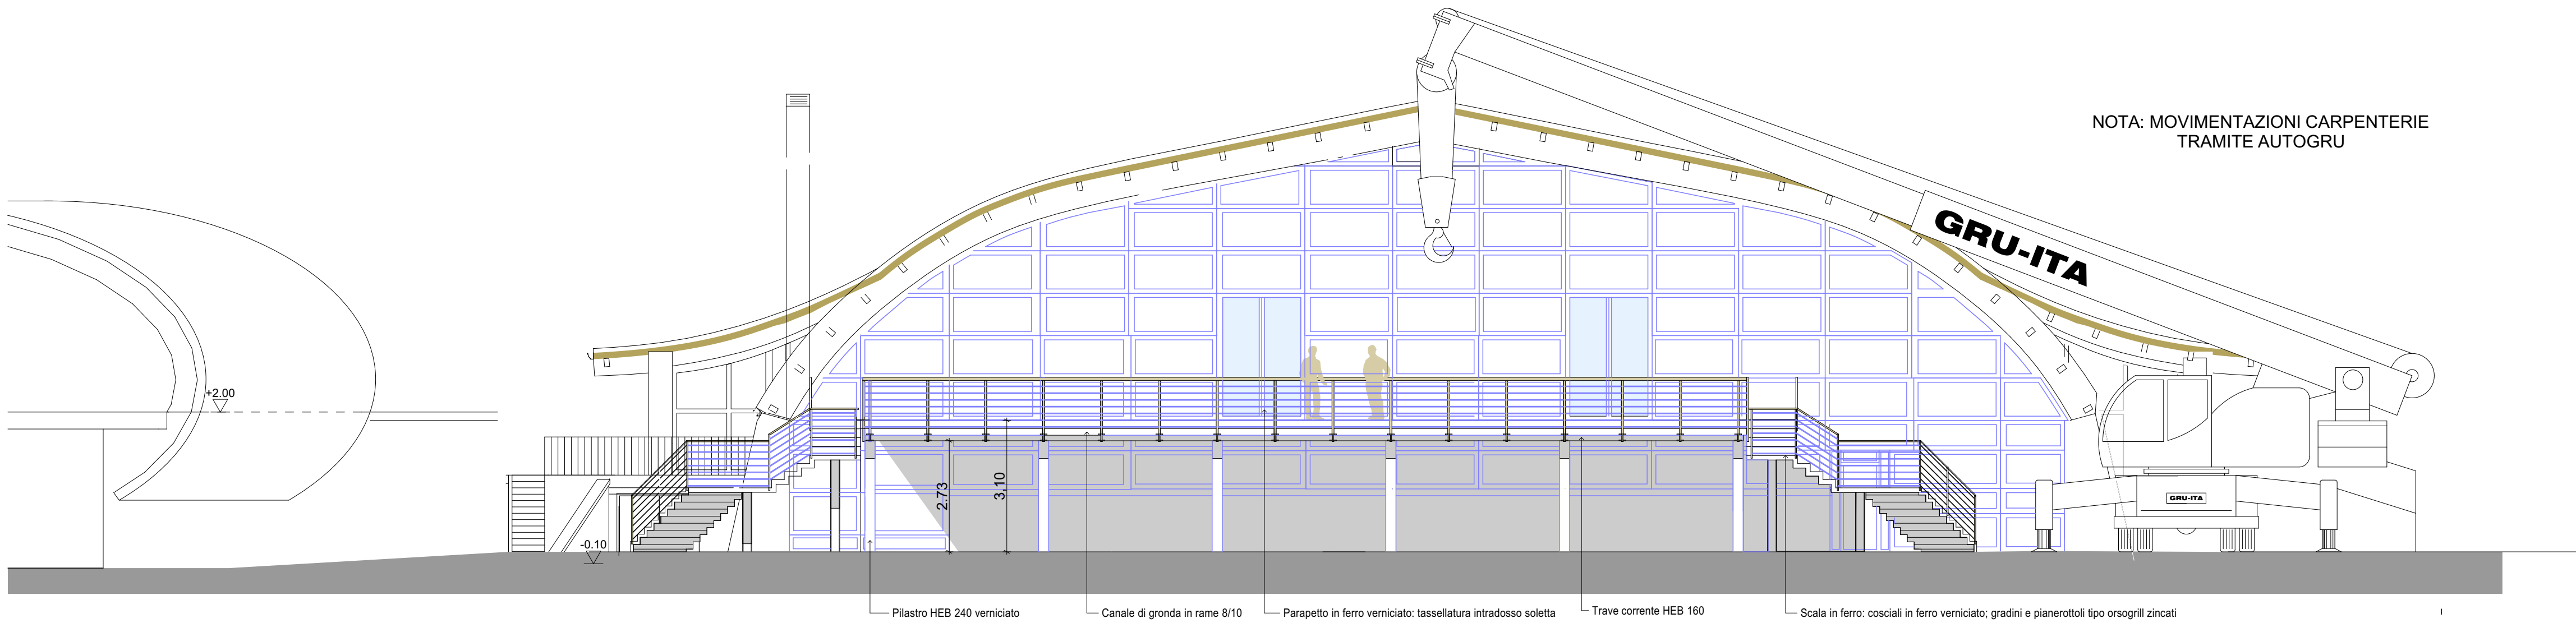 NOTA: MOVIMENTAZIONI CARPENTERIE
TRAMITE AUTOGRU
GRU-ITA
+2.00
2.73
3,10
GRU-ITA
-0.10
Pilastro HEB 240 verniciato
Canale di gronda in rame 8/10
Parapetto in ferro verniciato: tassellatura intradosso soletta
Trave corrente HEB 160
Scala in ferro: cosciali in ferro verniciato; gradini e pianerottoli tipo orsogrill zincati